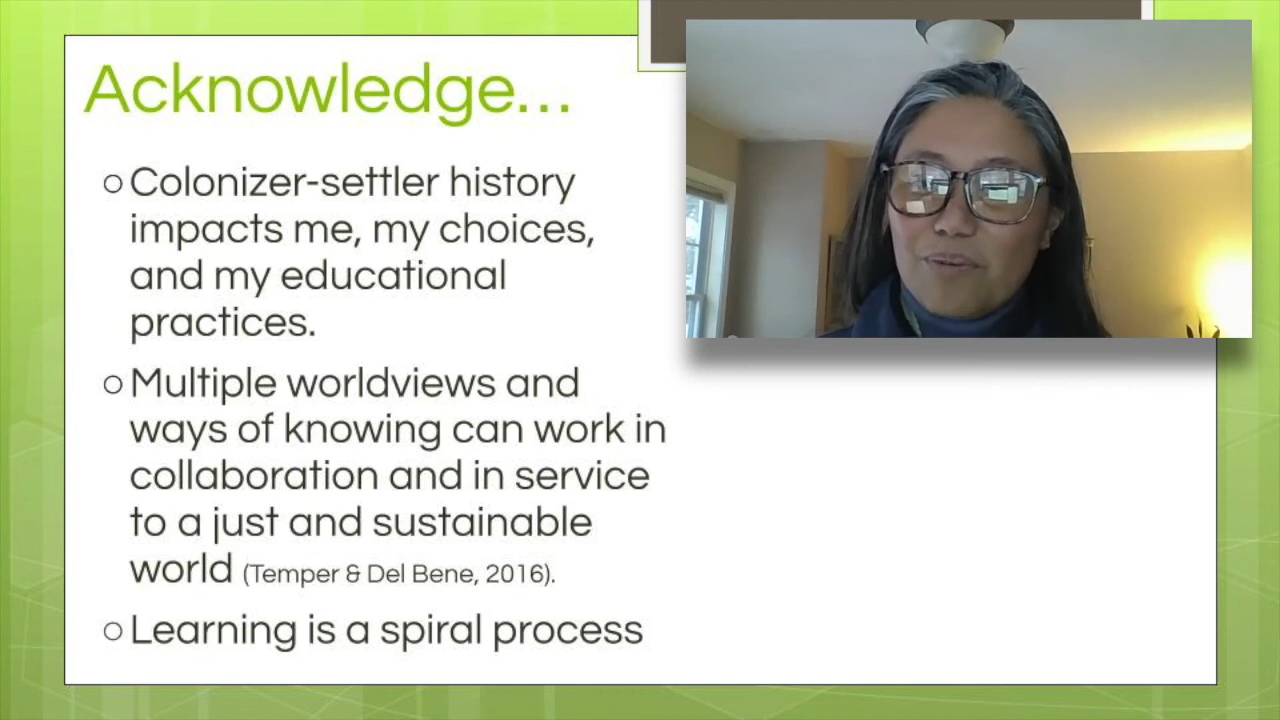 Acknowledge...
○ Colonizer-settler history
impacts me, my choices,
and my educational
practices.
○ Multiple worldviews and
ways of knowing can work in
collaboration and in service
to a just and sustainable
world (Temper & Del Bene, 2016).
○ Learning is a spiral process